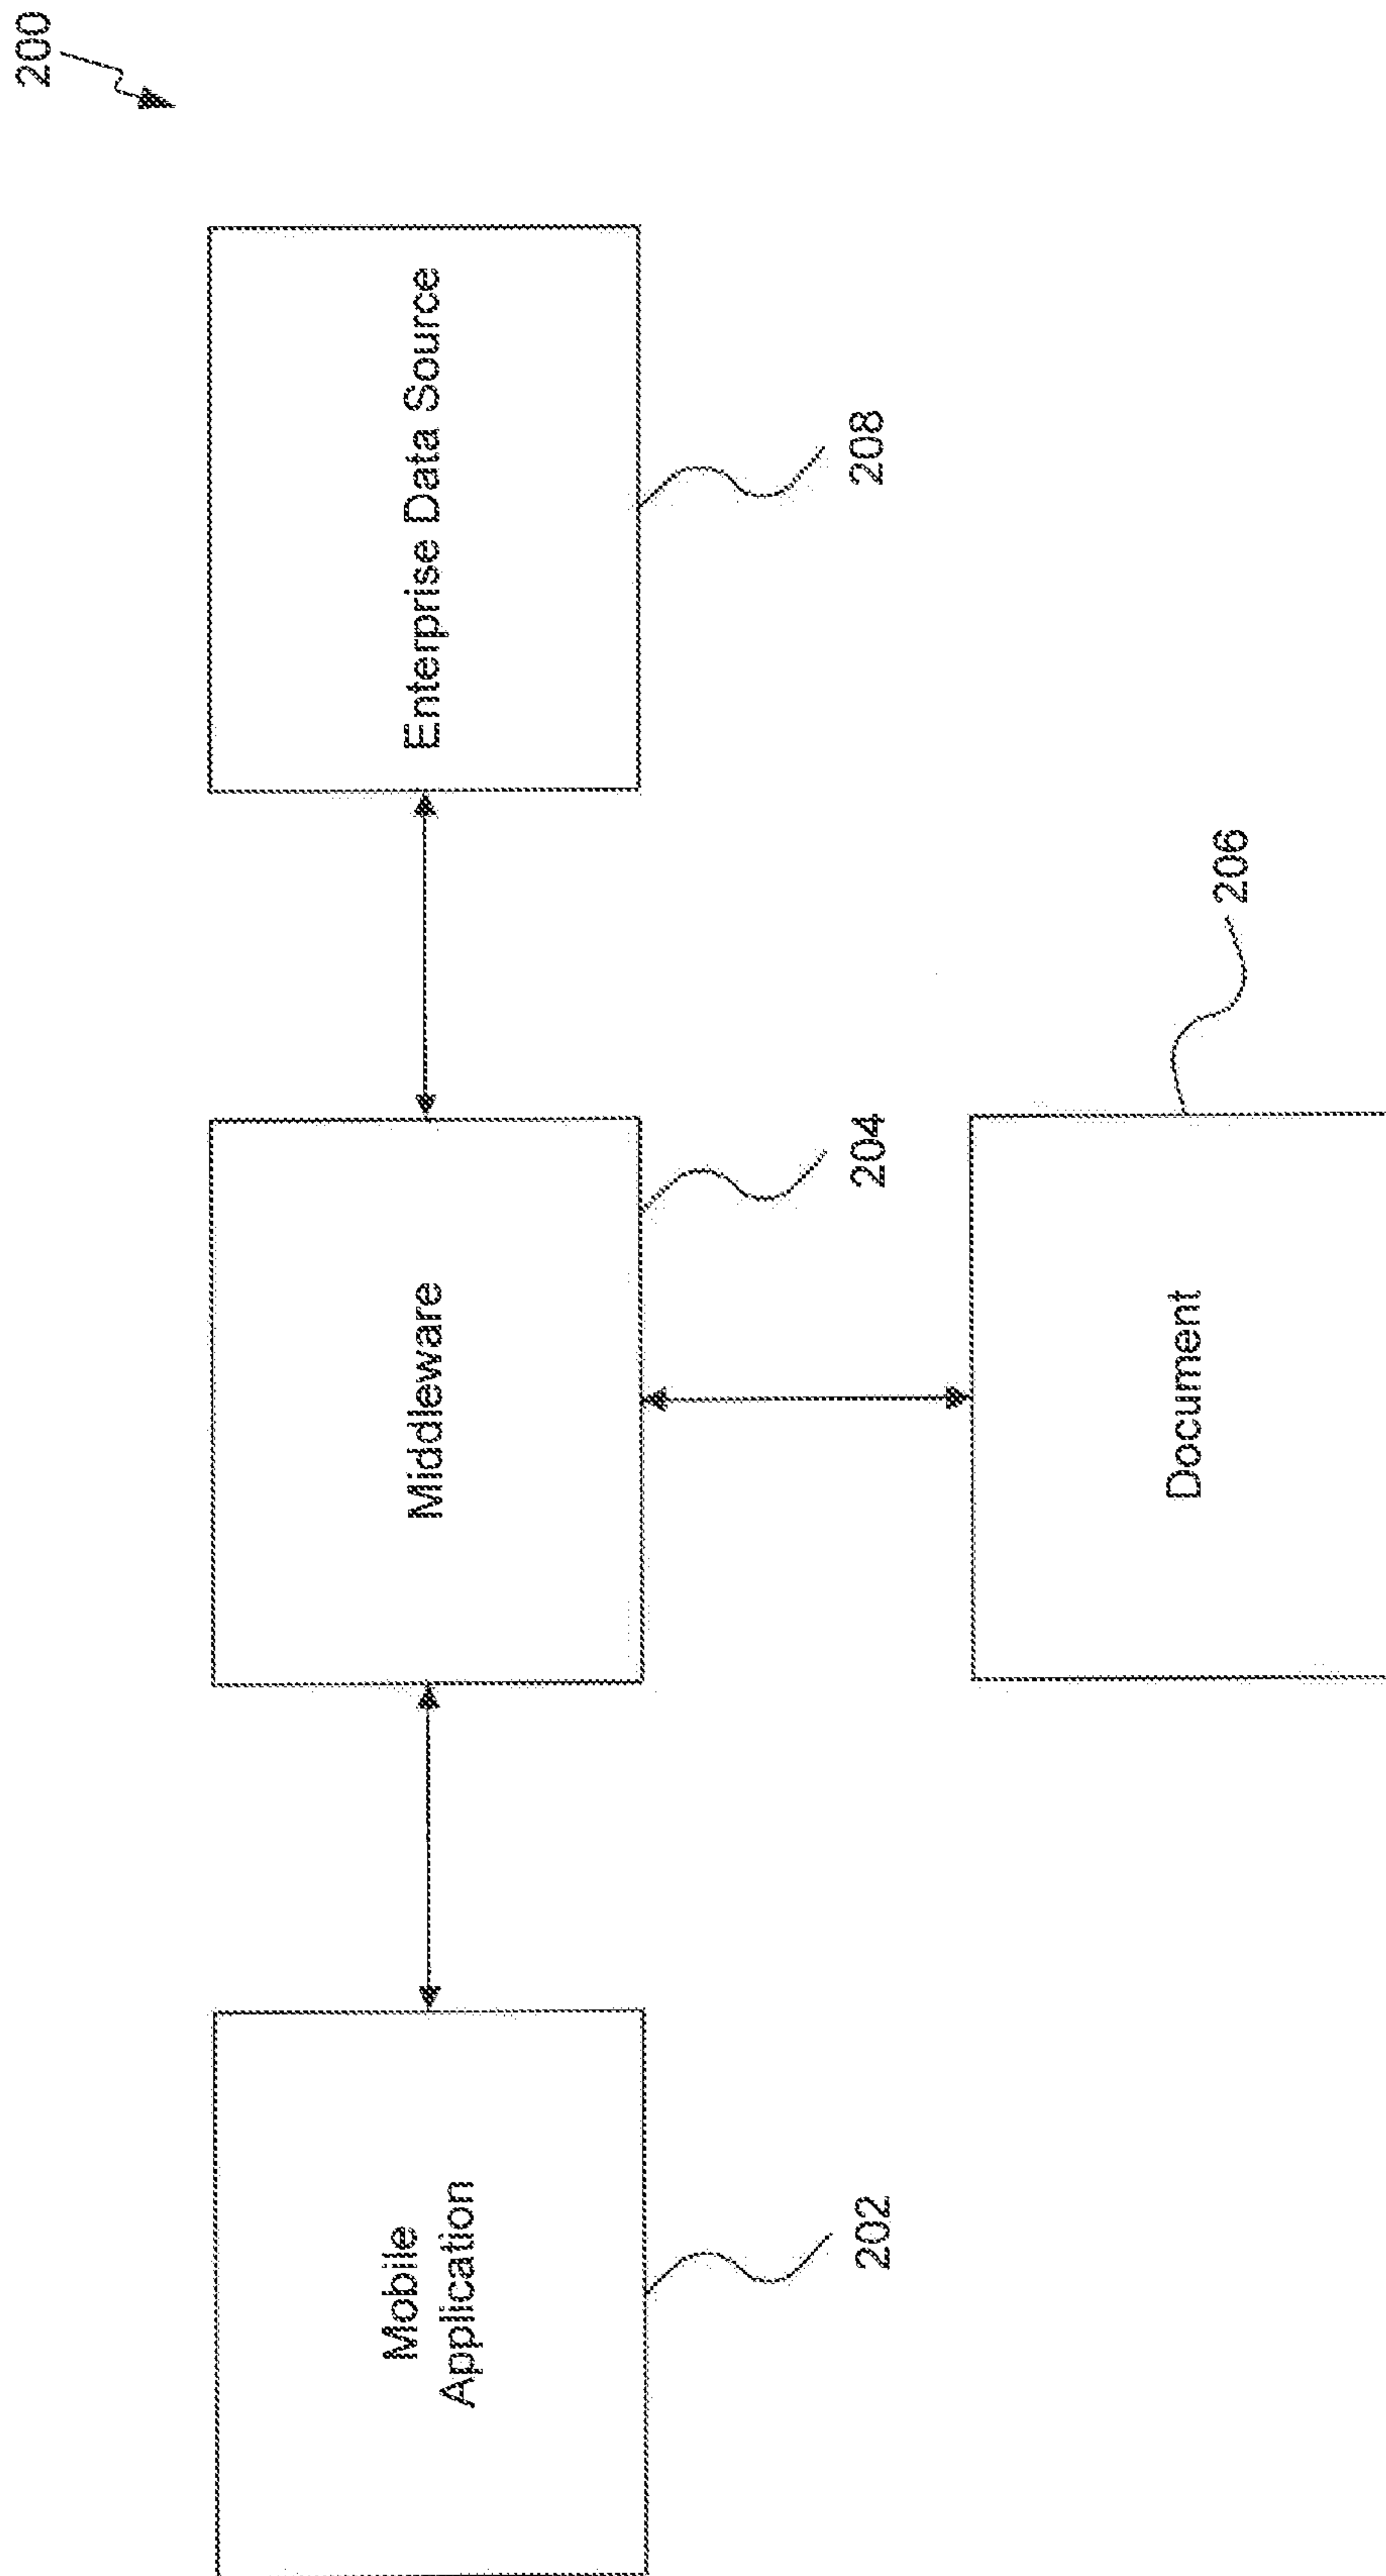 200
Mobile
Application
202
Middleware
204
Enterprise Data Source
208
Document
206